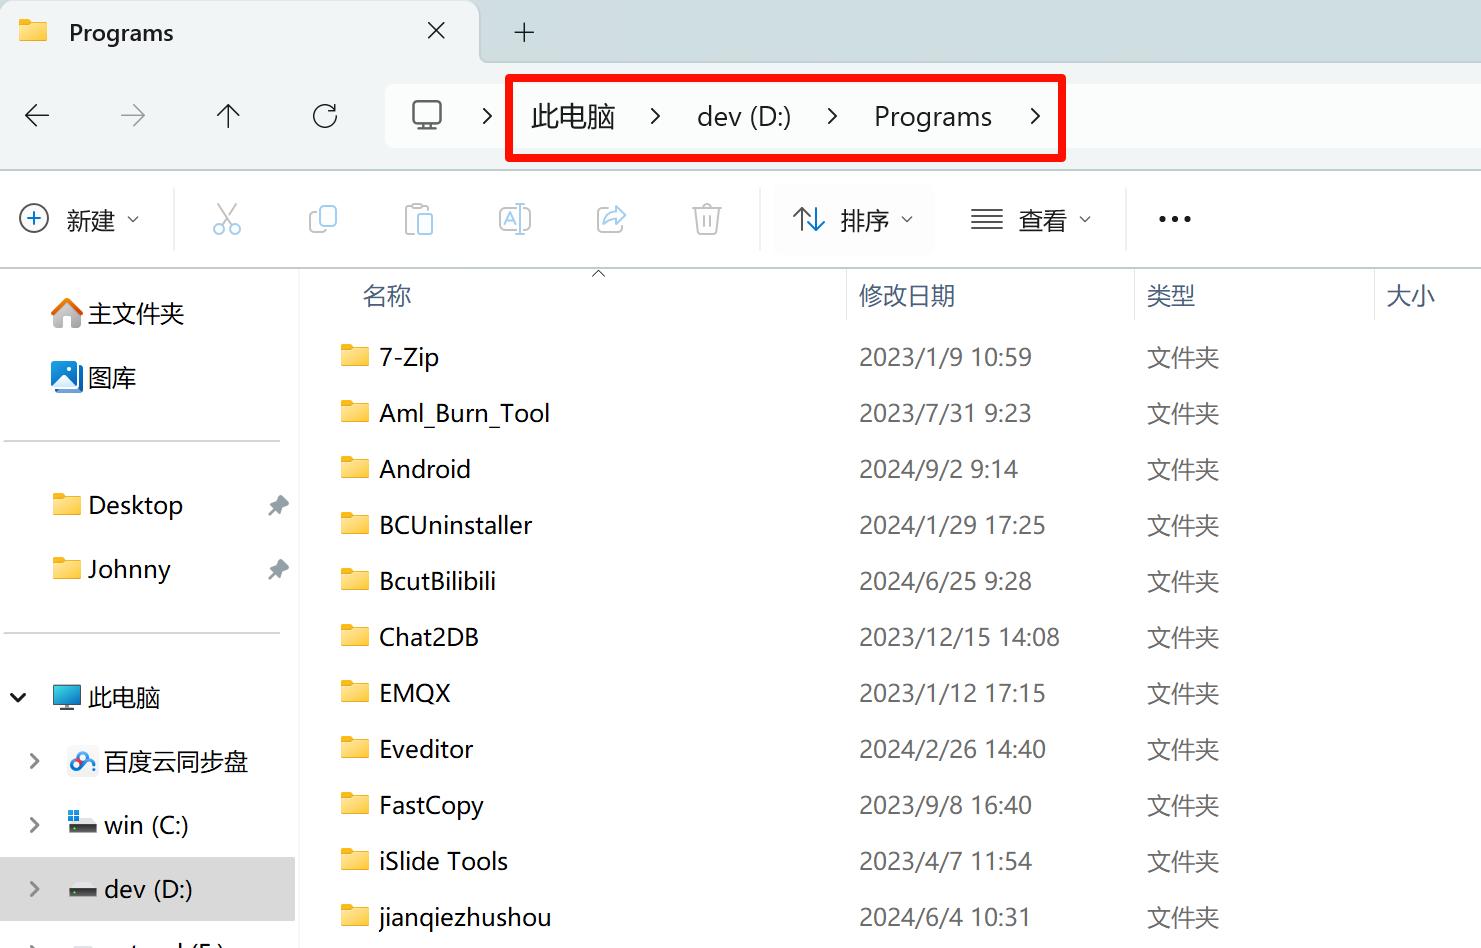 Programs
此电脑 > dev (D:) > Programs >
新建 排序 查看 •••
名称 修改日期 类型 大小
主文件夹
图库
Desktop
Johnny
此电脑
百度云同步盘
win (C:)
dev (D:)
7-Zip 2023/1/9 10:59 文件夹
Aml_Burn_Tool 2023/7/31 9:23 文件夹
Android 2024/9/2 9:14 文件夹
BCUninstaller 2024/1/29 17:25 文件夹
BcutBilibili 2024/6/25 9:28 文件夹
Chat2DB 2023/12/15 14:08 文件夹
EMQX 2023/1/12 17:15 文件夹
Eveditor 2024/2/26 14:40 文件夹
FastCopy 2023/9/8 16:40 文件夹
iSlide Tools 2023/4/7 11:54 文件夹
jianqiezhushou 2024/6/4 10:31 文件夹